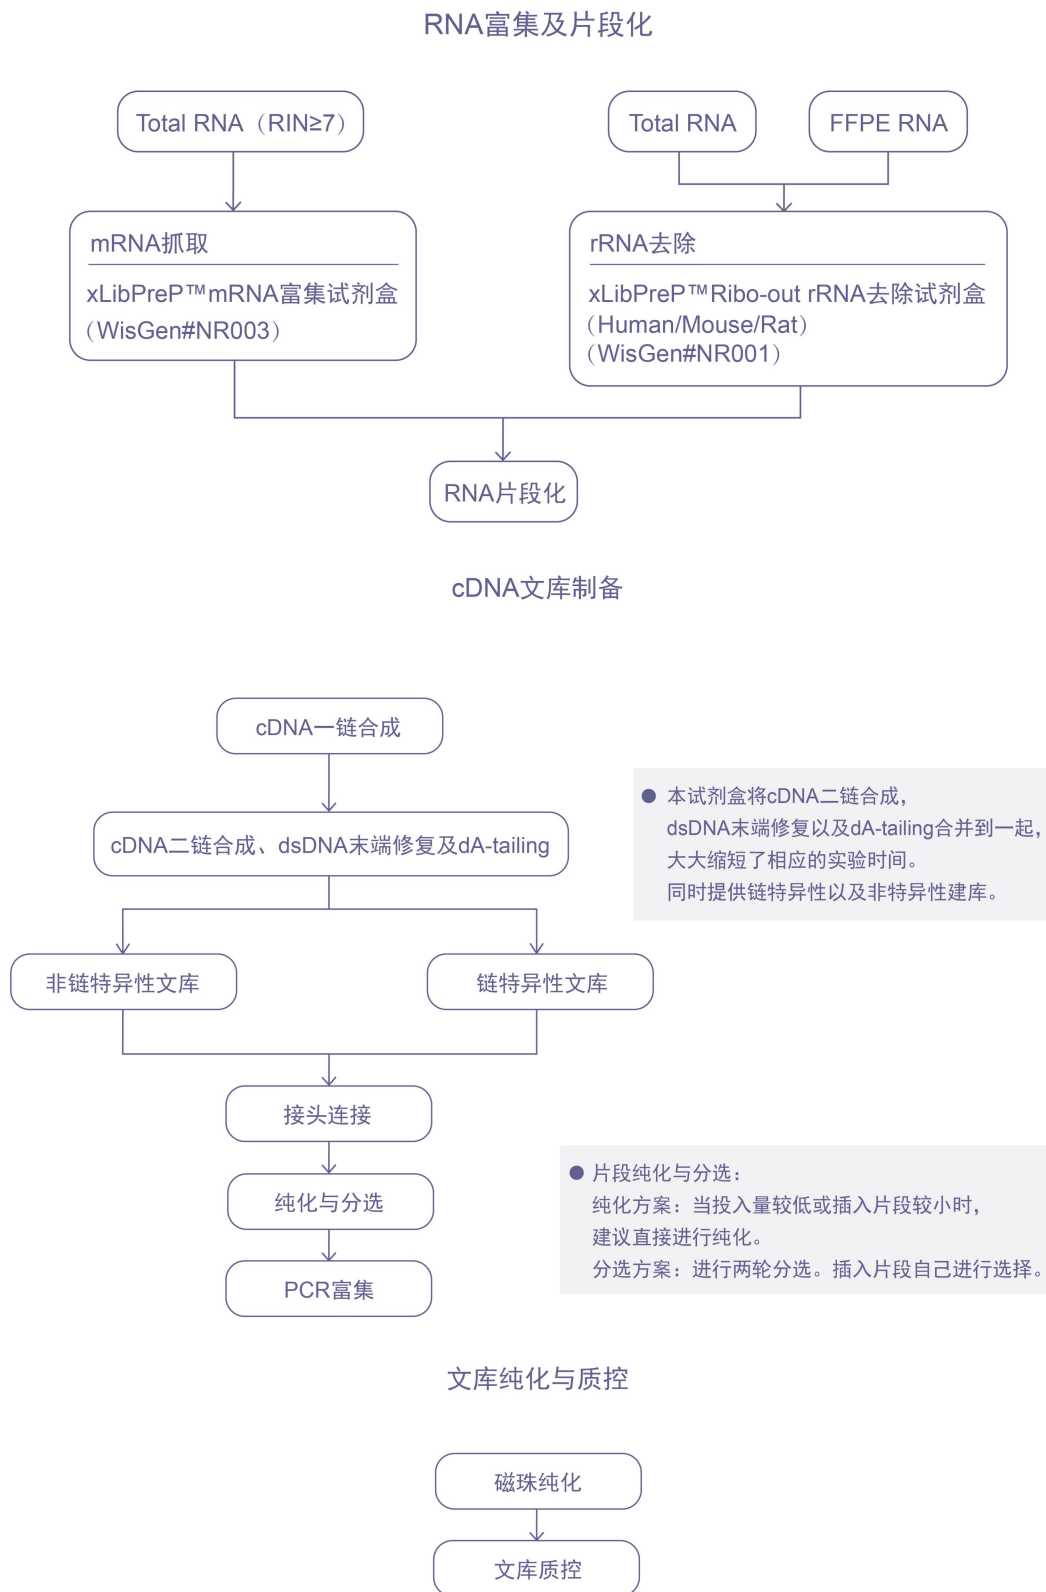 RNA富集及片段化
Total RNA（RIN≥7）
Total RNA
FFPE RNA
mRNA抓取
xLibPreP™mRNA富集试剂盒
（WisGen#NR003）
rRNA去除
xLibPreP™Ribo-out rRNA去除试剂盒
（Human/Mouse/Rat）
（WisGen#NR001）
RNA片段化
cDNA文库制备
cDNA一链合成
cDNA二链合成、dsDNA末端修复及dA-tailing
● 本试剂盒将cDNA二链合成，
dsDNA末端修复以及dA-tailing合并到一起，
大大缩短了相应的实验时间。
同时提供链特异性以及非特异性建库。
非链特异性文库
链特异性文库
接头连接
纯化与分选
PCR富集
● 片段纯化与分选：
纯化方案：当投入量较低或插入片段较小时，
建议直接进行纯化。
分选方案：进行两轮分选。插入片段自己进行选择。
文库纯化与质控
磁珠纯化
文库质控